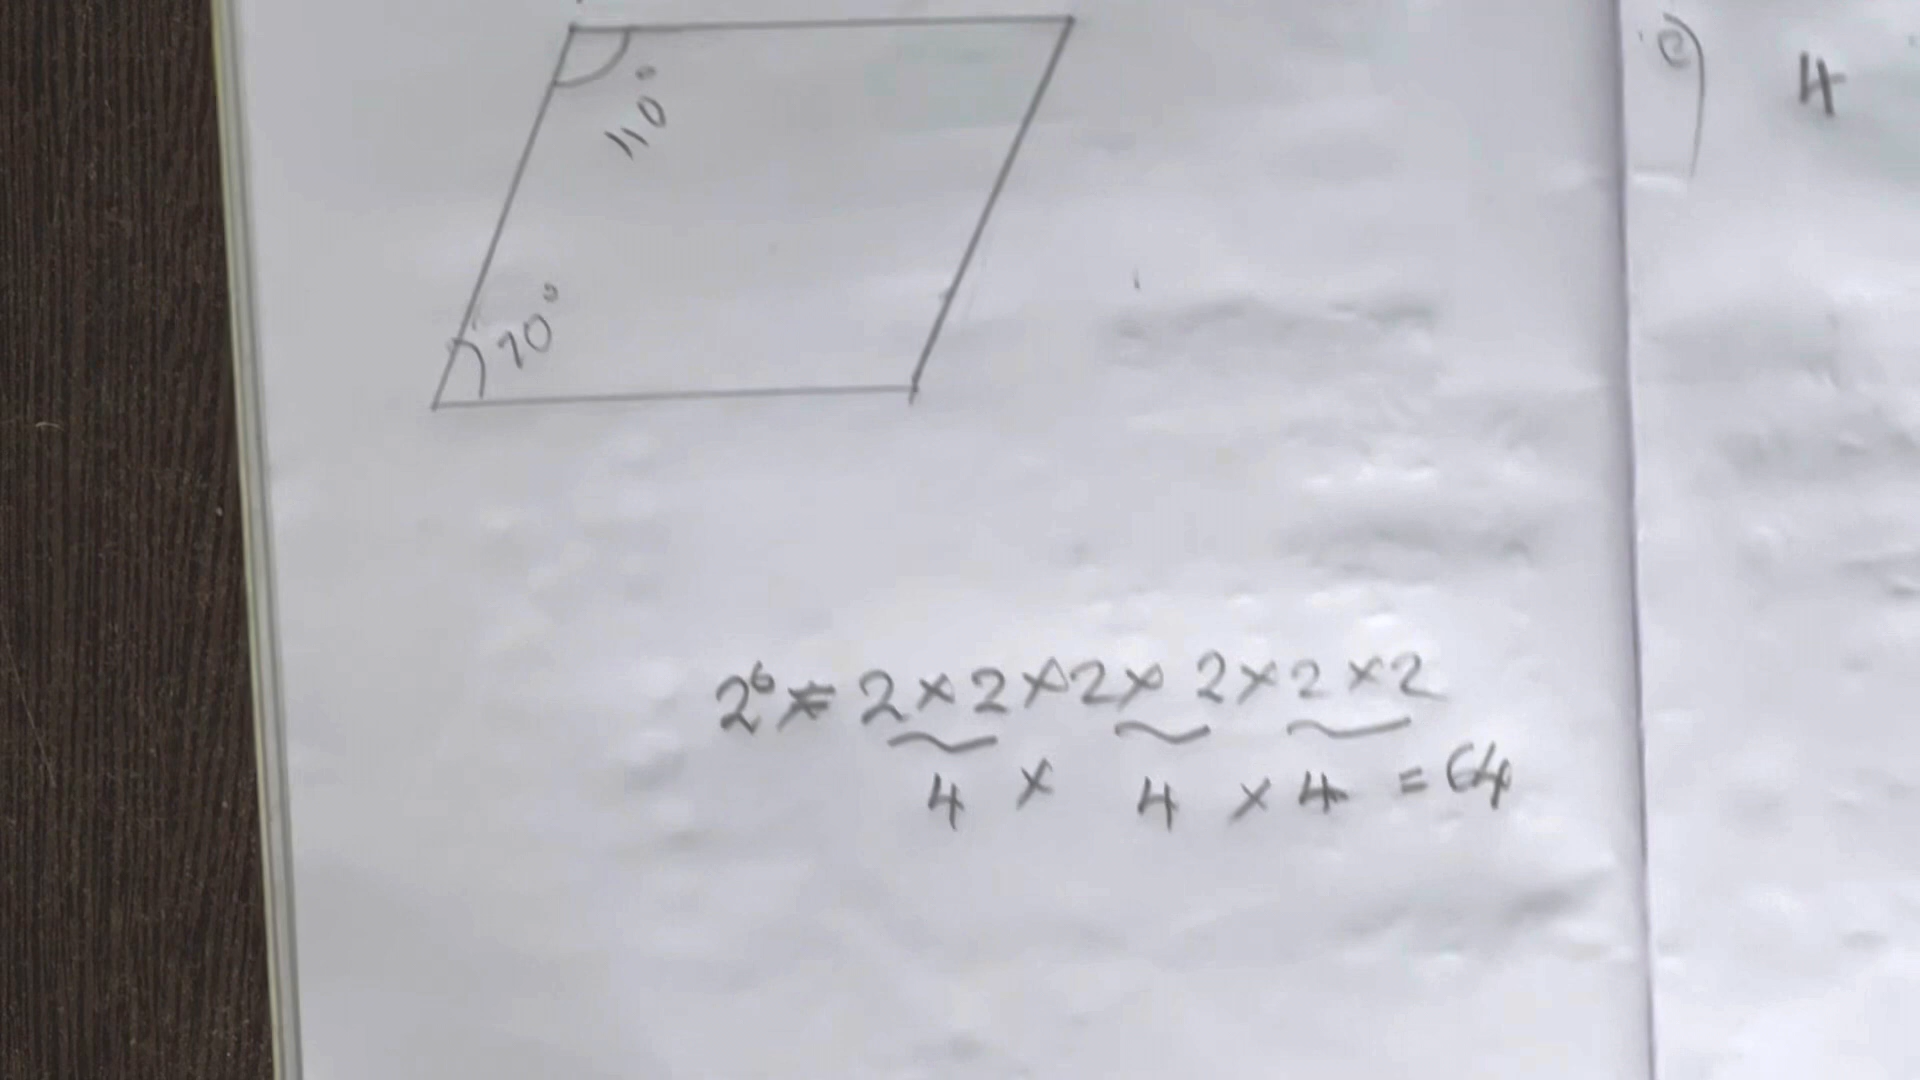 110°
70°
2⁶ = 2 × 2 × 2 × 2 × 2 × 2
4 × 4 × 4 = 64
e) 4